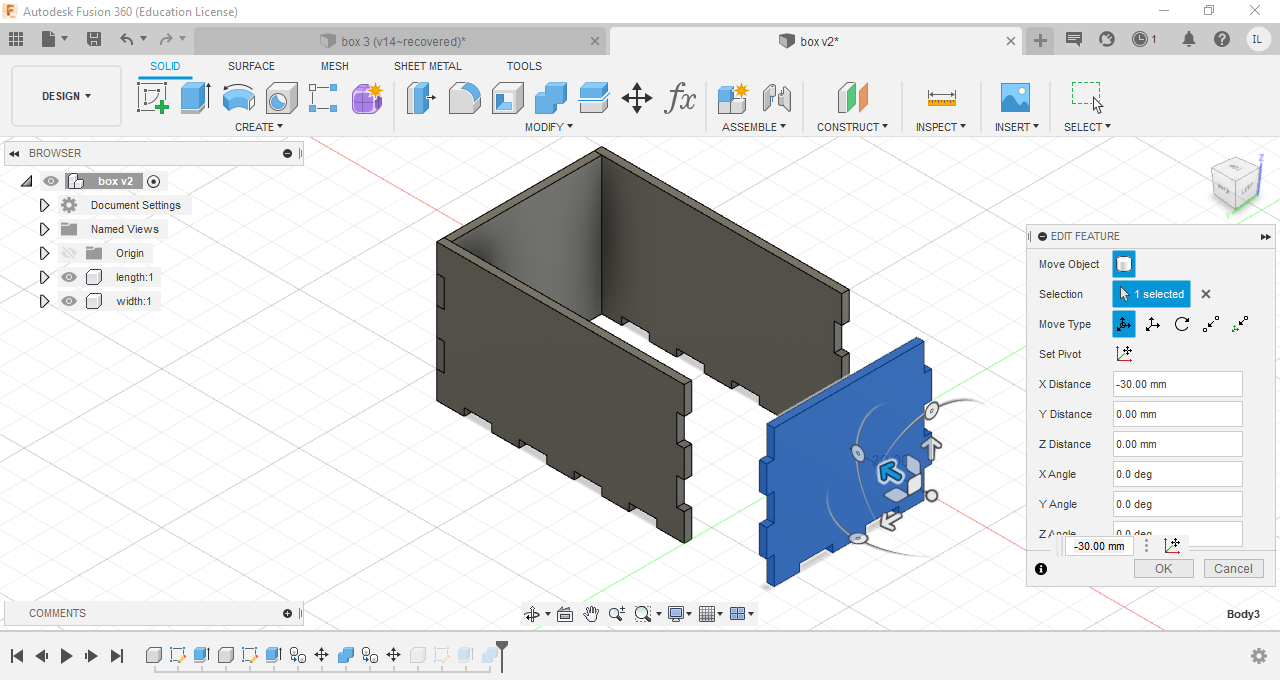 Autodesk Fusion 360 (Education License)
box 3 (v14~recovered)*
box v2*
1
IL
DESIGN
SOLID
SURFACE
MESH
SHEET METAL
TOOLS
fx
CREATE
MODIFY
ASSEMBLE
CONSTRUCT
INSPECT
INSERT
SELECT
BROWSER
box v2
Document Settings
Named Views
Origin
length:1
width:1
Z
EDIT FEATURE
Move Object
Selection
1 selected
Move Type
Set Pivot
X Distance
-30.00 mm
Y Distance
0.00 mm
Z Distance
0.00 mm
X Angle
0.0 deg
Y Angle
0.0 deg
Z Angle
0.0 deg
-30.00 mm
OK
Cancel
COMMENTS
Body3